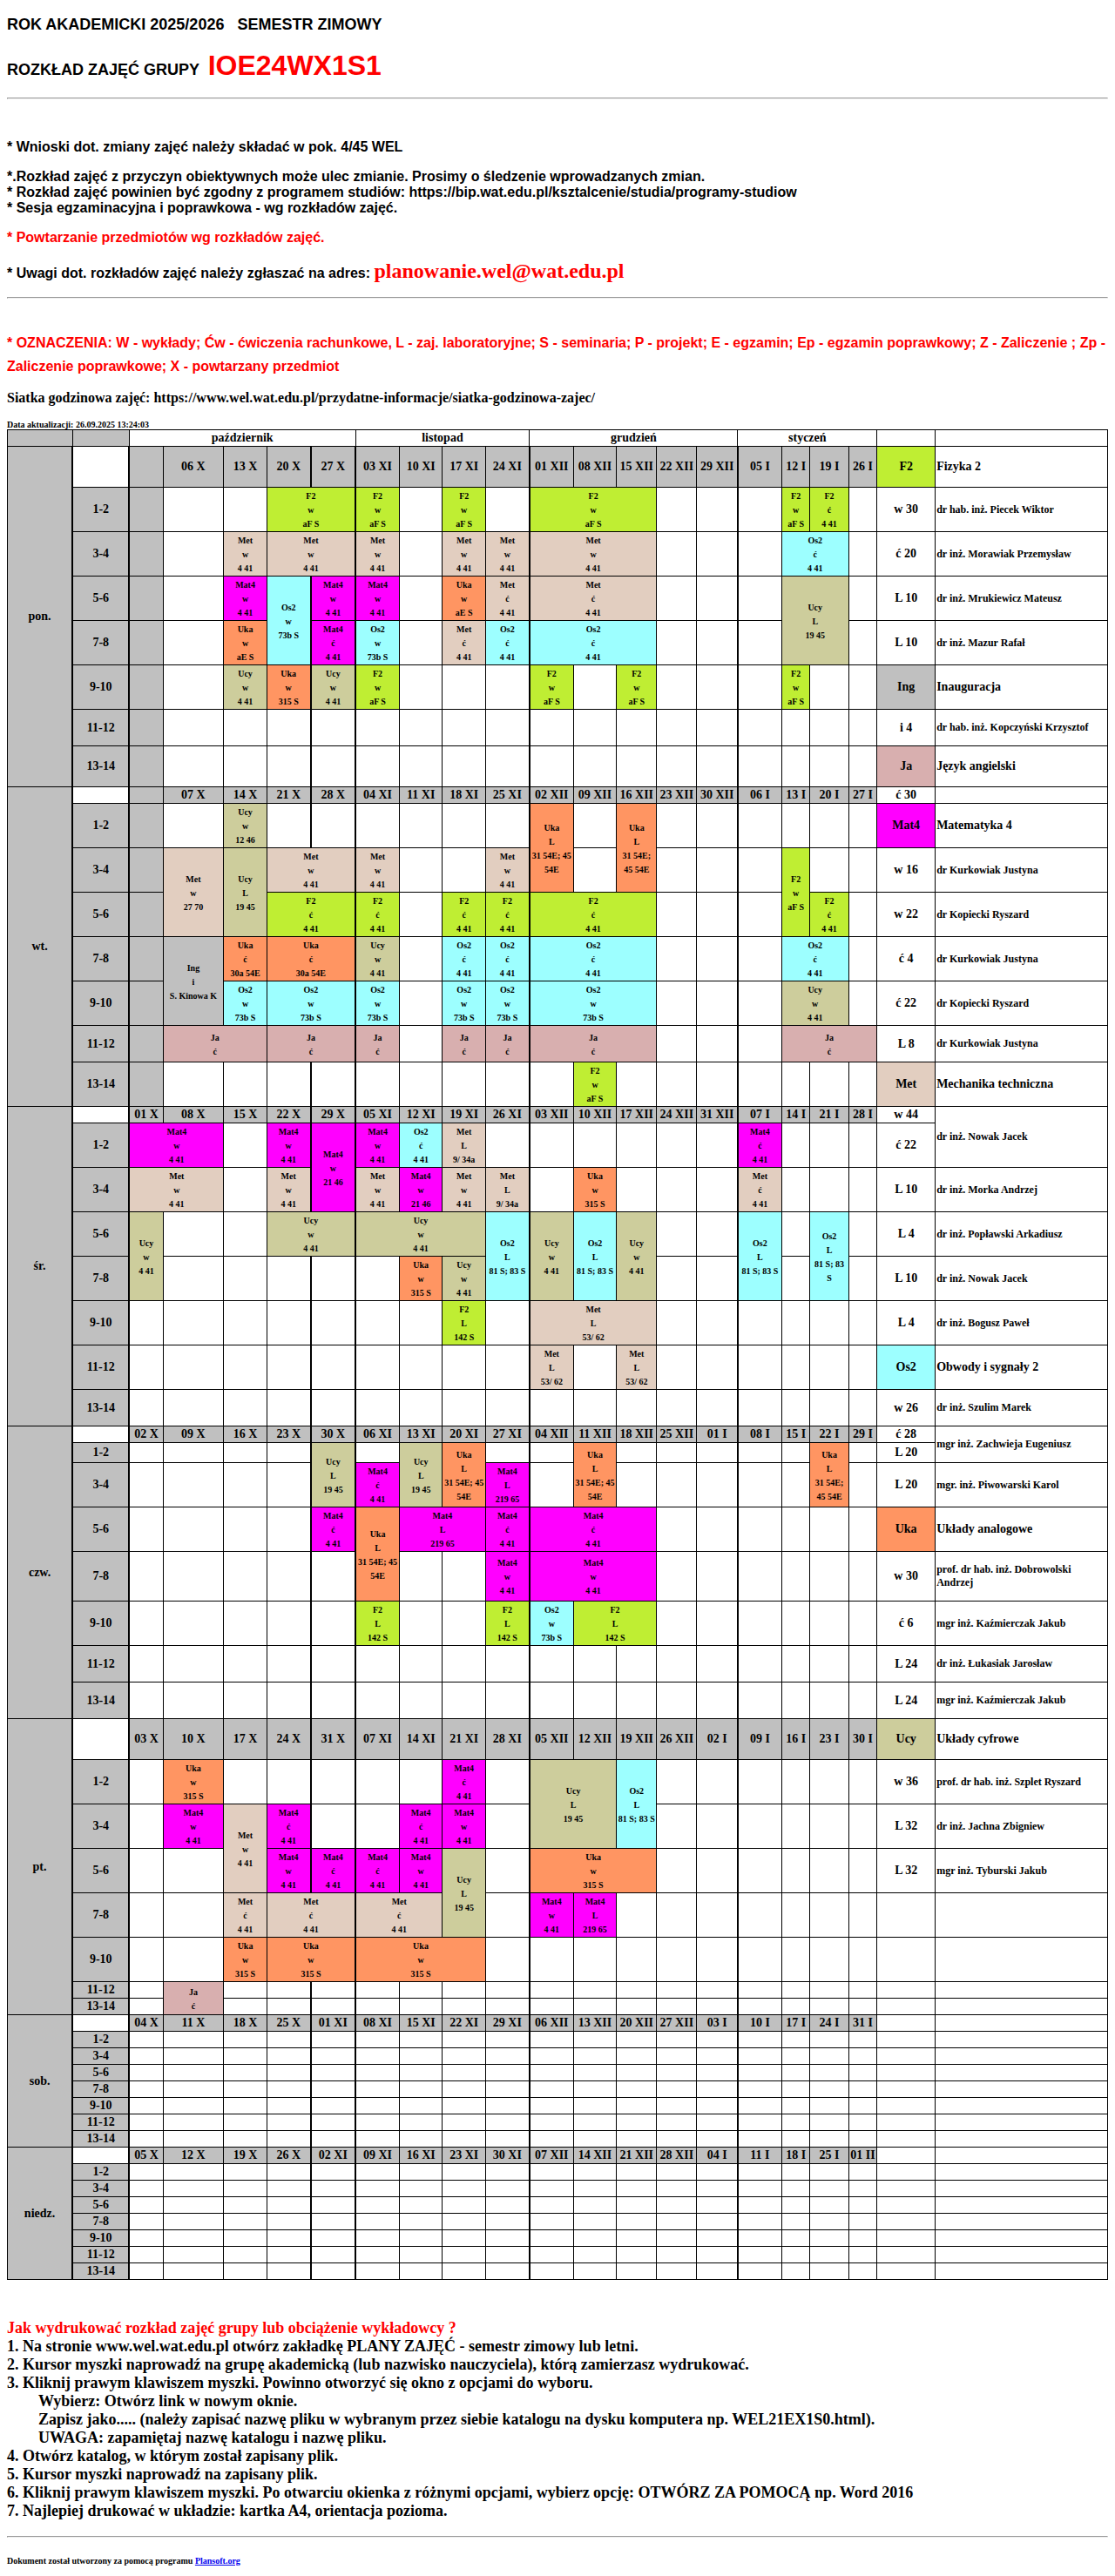 ROK AKADEMICKI 2025/2026 SEMESTR ZIMOWY
ROZKŁAD ZAJĘĆ GRUPY IOE24WX1S1
* Wnioski dot. zmiany zajęć należy składać w pok. 4/45 WEL
*.Rozkład zajęć z przyczyn obiektywnych może ulec zmianie. Prosimy o śledzenie wprowadzanych zmian.
* Rozkład zajęć powinien być zgodny z programem studiów: https://bip.wat.edu.pl/ksztalcenie/studia/programy-studiow
* Sesja egzaminacyjna i poprawkowa - wg rozkładów zajęć.
* Powtarzanie przedmiotów wg rozkładów zajęć.
* Uwagi dot. rozkładów zajęć należy zgłaszać na adres: planowanie.wel@wat.edu.pl
* OZNACZENIA: W - wykłady; Ćw - ćwiczenia rachunkowe, L - zaj. laboratoryjne; S - seminaria; P - projekt; E - egzamin; Ep - egzamin poprawkowy; Z - Zaliczenie ; Zp -
Zaliczenie poprawkowe; X - powtarzany przedmiot
Siatka godzinowa zajęć: https://www.wel.wat.edu.pl/przydatne-informacje/siatka-godzinowa-zajec/
Data aktualizacji: 26.09.2025 13:24:03
październik listopad grudzień styczeń
pon. 06 X 13 X 20 X 27 X 03 XI 10 XI 17 XI 24 XI 01 XII 08 XII 15 XII 22 XII 29 XII 05 I 12 I 19 I 26 I F2 Fizyka 2
1-2 F2 w aF S F2 w aF S F2 w aF S F2 w aF S F2 w aF S F2 ć 4 41 w 30 dr hab. inż. Piecek Wiktor
3-4 Met w 4 41 Met w 4 41 Met w 4 41 Met w 4 41 Met w 4 41 Met w 4 41 Os2 ć 4 41 ć 20 dr inż. Morawiak Przemysław
5-6 Mat4 w 4 41 Os2 w 73b S Mat4 w 4 41 Mat4 w 4 41 Uka w aE S Met ć 4 41 Met ć 4 41 Ucy L 19 45 L 10 dr inż. Mrukiewicz Mateusz
7-8 Uka w aE S Mat4 ć 4 41 Os2 w 73b S Met ć 4 41 Os2 ć 4 41 Os2 ć 4 41 L 10 dr inż. Mazur Rafał
9-10 Ucy w 4 41 Uka w 315 S Ucy w 4 41 F2 w aF S F2 w aF S F2 w aF S F2 w aF S Ing Inauguracja
11-12 i 4 dr hab. inż. Kopczyński Krzysztof
13-14 Ja Język angielski
wt. 07 X 14 X 21 X 28 X 04 XI 11 XI 18 XI 25 XI 02 XII 09 XII 16 XII 23 XII 30 XII 06 I 13 I 20 I 27 I ć 30
1-2 Ucy w 12 46 Uka L 31 54E; 45 54E Uka L 31 54E; 45 54E Mat4 Matematyka 4
3-4 Met w 27 70 Ucy L 19 45 Met w 4 41 Met w 4 41 Met w 4 41 F2 w aF S w 16 dr Kurkowiak Justyna
5-6 F2 ć 4 41 F2 ć 4 41 F2 ć 4 41 F2 ć 4 41 F2 ć 4 41 F2 ć 4 41 w 22 dr Kopiecki Ryszard
7-8 Ing i S. Kinowa K Uka ć 30a 54E Uka ć 30a 54E Ucy w 4 41 Os2 ć 4 41 Os2 ć 4 41 Os2 ć 4 41 Os2 ć 4 41 ć 4 dr Kurkowiak Justyna
9-10 Os2 w 73b S Os2 w 73b S Os2 w 73b S Os2 w 73b S Os2 w 73b S Os2 w 73b S Ucy w 4 41 ć 22 dr Kopiecki Ryszard
11-12 Ja ć Ja ć Ja ć Ja ć Ja ć Ja ć Ja ć L 8 dr Kurkowiak Justyna
13-14 F2 w aF S Met Mechanika techniczna
śr. 01 X 08 X 15 X 22 X 29 X 05 XI 12 XI 19 XI 26 XI 03 XII 10 XII 17 XII 24 XII 31 XII 07 I 14 I 21 I 28 I w 44 dr inż. Nowak Jacek
1-2 Mat4 w 4 41 Mat4 w 4 41 Mat4 w 21 46 Mat4 w 4 41 Os2 ć 4 41 Met L 9/ 34a Mat4 ć 4 41 ć 22
3-4 Met w 4 41 Met w 4 41 Met w 4 41 Mat4 w 21 46 Met w 4 41 Met L 9/ 34a Uka w 315 S Met ć 4 41 L 10 dr inż. Morka Andrzej
5-6 Ucy w 4 41 Ucy w 4 41 Ucy w 4 41 Os2 L 81 S; 83 S Ucy w 4 41 Os2 L 81 S; 83 S Ucy w 4 41 Os2 L 81 S; 83 S Os2 L 81 S; 83 S L 4 dr inż. Popławski Arkadiusz
7-8 Uka w 315 S Ucy w 4 41 L 10 dr inż. Nowak Jacek
9-10 F2 L 142 S Met L 53/ 62 L 4 dr inż. Bogusz Paweł
11-12 Met L 53/ 62 Met L 53/ 62 Os2 Obwody i sygnały 2
13-14 w 26 dr inż. Szulim Marek
czw. 02 X 09 X 16 X 23 X 30 X 06 XI 13 XI 20 XI 27 XI 04 XII 11 XII 18 XII 25 XII 01 I 08 I 15 I 22 I 29 I ć 28 mgr inż. Zachwieja Eugeniusz
1-2 Ucy L 19 45 Ucy L 19 45 Uka L 31 54E; 45 54E Uka L 31 54E; 45 54E Uka L 31 54E; 45 54E L 20
3-4 Mat4 ć 4 41 Mat4 L 219 65 L 20 mgr. inż. Piwowarski Karol
5-6 Mat4 ć 4 41 Uka L 31 54E; 45 54E Mat4 L 219 65 Mat4 ć 4 41 Mat4 ć 4 41 Uka Układy analogowe
7-8 Mat4 w 4 41 Mat4 w 4 41 w 30 prof. dr hab. inż. Dobrowolski Andrzej
9-10 F2 L 142 S F2 L 142 S Os2 w 73b S F2 L 142 S ć 6 mgr inż. Kaźmierczak Jakub
11-12 L 24 dr inż. Łukasiak Jarosław
13-14 L 24 mgr inż. Kaźmierczak Jakub
pt. 03 X 10 X 17 X 24 X 31 X 07 XI 14 XI 21 XI 28 XI 05 XII 12 XII 19 XII 26 XII 02 I 09 I 16 I 23 I 30 I Ucy Układy cyfrowe
1-2 Uka w 315 S Mat4 ć 4 41 Ucy L 19 45 Os2 L 81 S; 83 S w 36 prof. dr hab. inż. Szplet Ryszard
3-4 Mat4 w 4 41 Met w 4 41 Mat4 ć 4 41 Mat4 ć 4 41 Mat4 w 4 41 L 32 dr inż. Jachna Zbigniew
5-6 Mat4 w 4 41 Mat4 ć 4 41 Mat4 ć 4 41 Mat4 w 4 41 Ucy L 19 45 Uka w 315 S L 32 mgr inż. Tyburski Jakub
7-8 Met ć 4 41 Met ć 4 41 Met ć 4 41 Mat4 w 4 41 Mat4 L 219 65
9-10 Uka w 315 S Uka w 315 S Uka w 315 S
11-12 Ja ć
13-14
sob. 04 X 11 X 18 X 25 X 01 XI 08 XI 15 XI 22 XI 29 XI 06 XII 13 XII 20 XII 27 XII 03 I 10 I 17 I 24 I 31 I
1-2
3-4
5-6
7-8
9-10
11-12
13-14
niedz. 05 X 12 X 19 X 26 X 02 XI 09 XI 16 XI 23 XI 30 XI 07 XII 14 XII 21 XII 28 XII 04 I 11 I 18 I 25 I 01 II
1-2
3-4
5-6
7-8
9-10
11-12
13-14
Jak wydrukować rozkład zajęć grupy lub obciążenie wykładowcy ?
1. Na stronie www.wel.wat.edu.pl otwórz zakładkę PLANY ZAJĘĆ - semestr zimowy lub letni.
2. Kursor myszki naprowadź na grupę akademicką (lub nazwisko nauczyciela), którą zamierzasz wydrukować.
3. Kliknij prawym klawiszem myszki. Powinno otworzyć się okno z opcjami do wyboru.
Wybierz: Otwórz link w nowym oknie.
Zapisz jako..... (należy zapisać nazwę pliku w wybranym przez siebie katalogu na dysku komputera np. WEL21EX1S0.html).
UWAGA: zapamiętaj nazwę katalogu i nazwę pliku.
4. Otwórz katalog, w którym został zapisany plik.
5. Kursor myszki naprowadź na zapisany plik.
6. Kliknij prawym klawiszem myszki. Po otwarciu okienka z różnymi opcjami, wybierz opcję: OTWÓRZ ZA POMOCĄ np. Word 2016
7. Najlepiej drukować w układzie: kartka A4, orientacja pozioma.
Dokument został utworzony za pomocą programu Plansoft.org